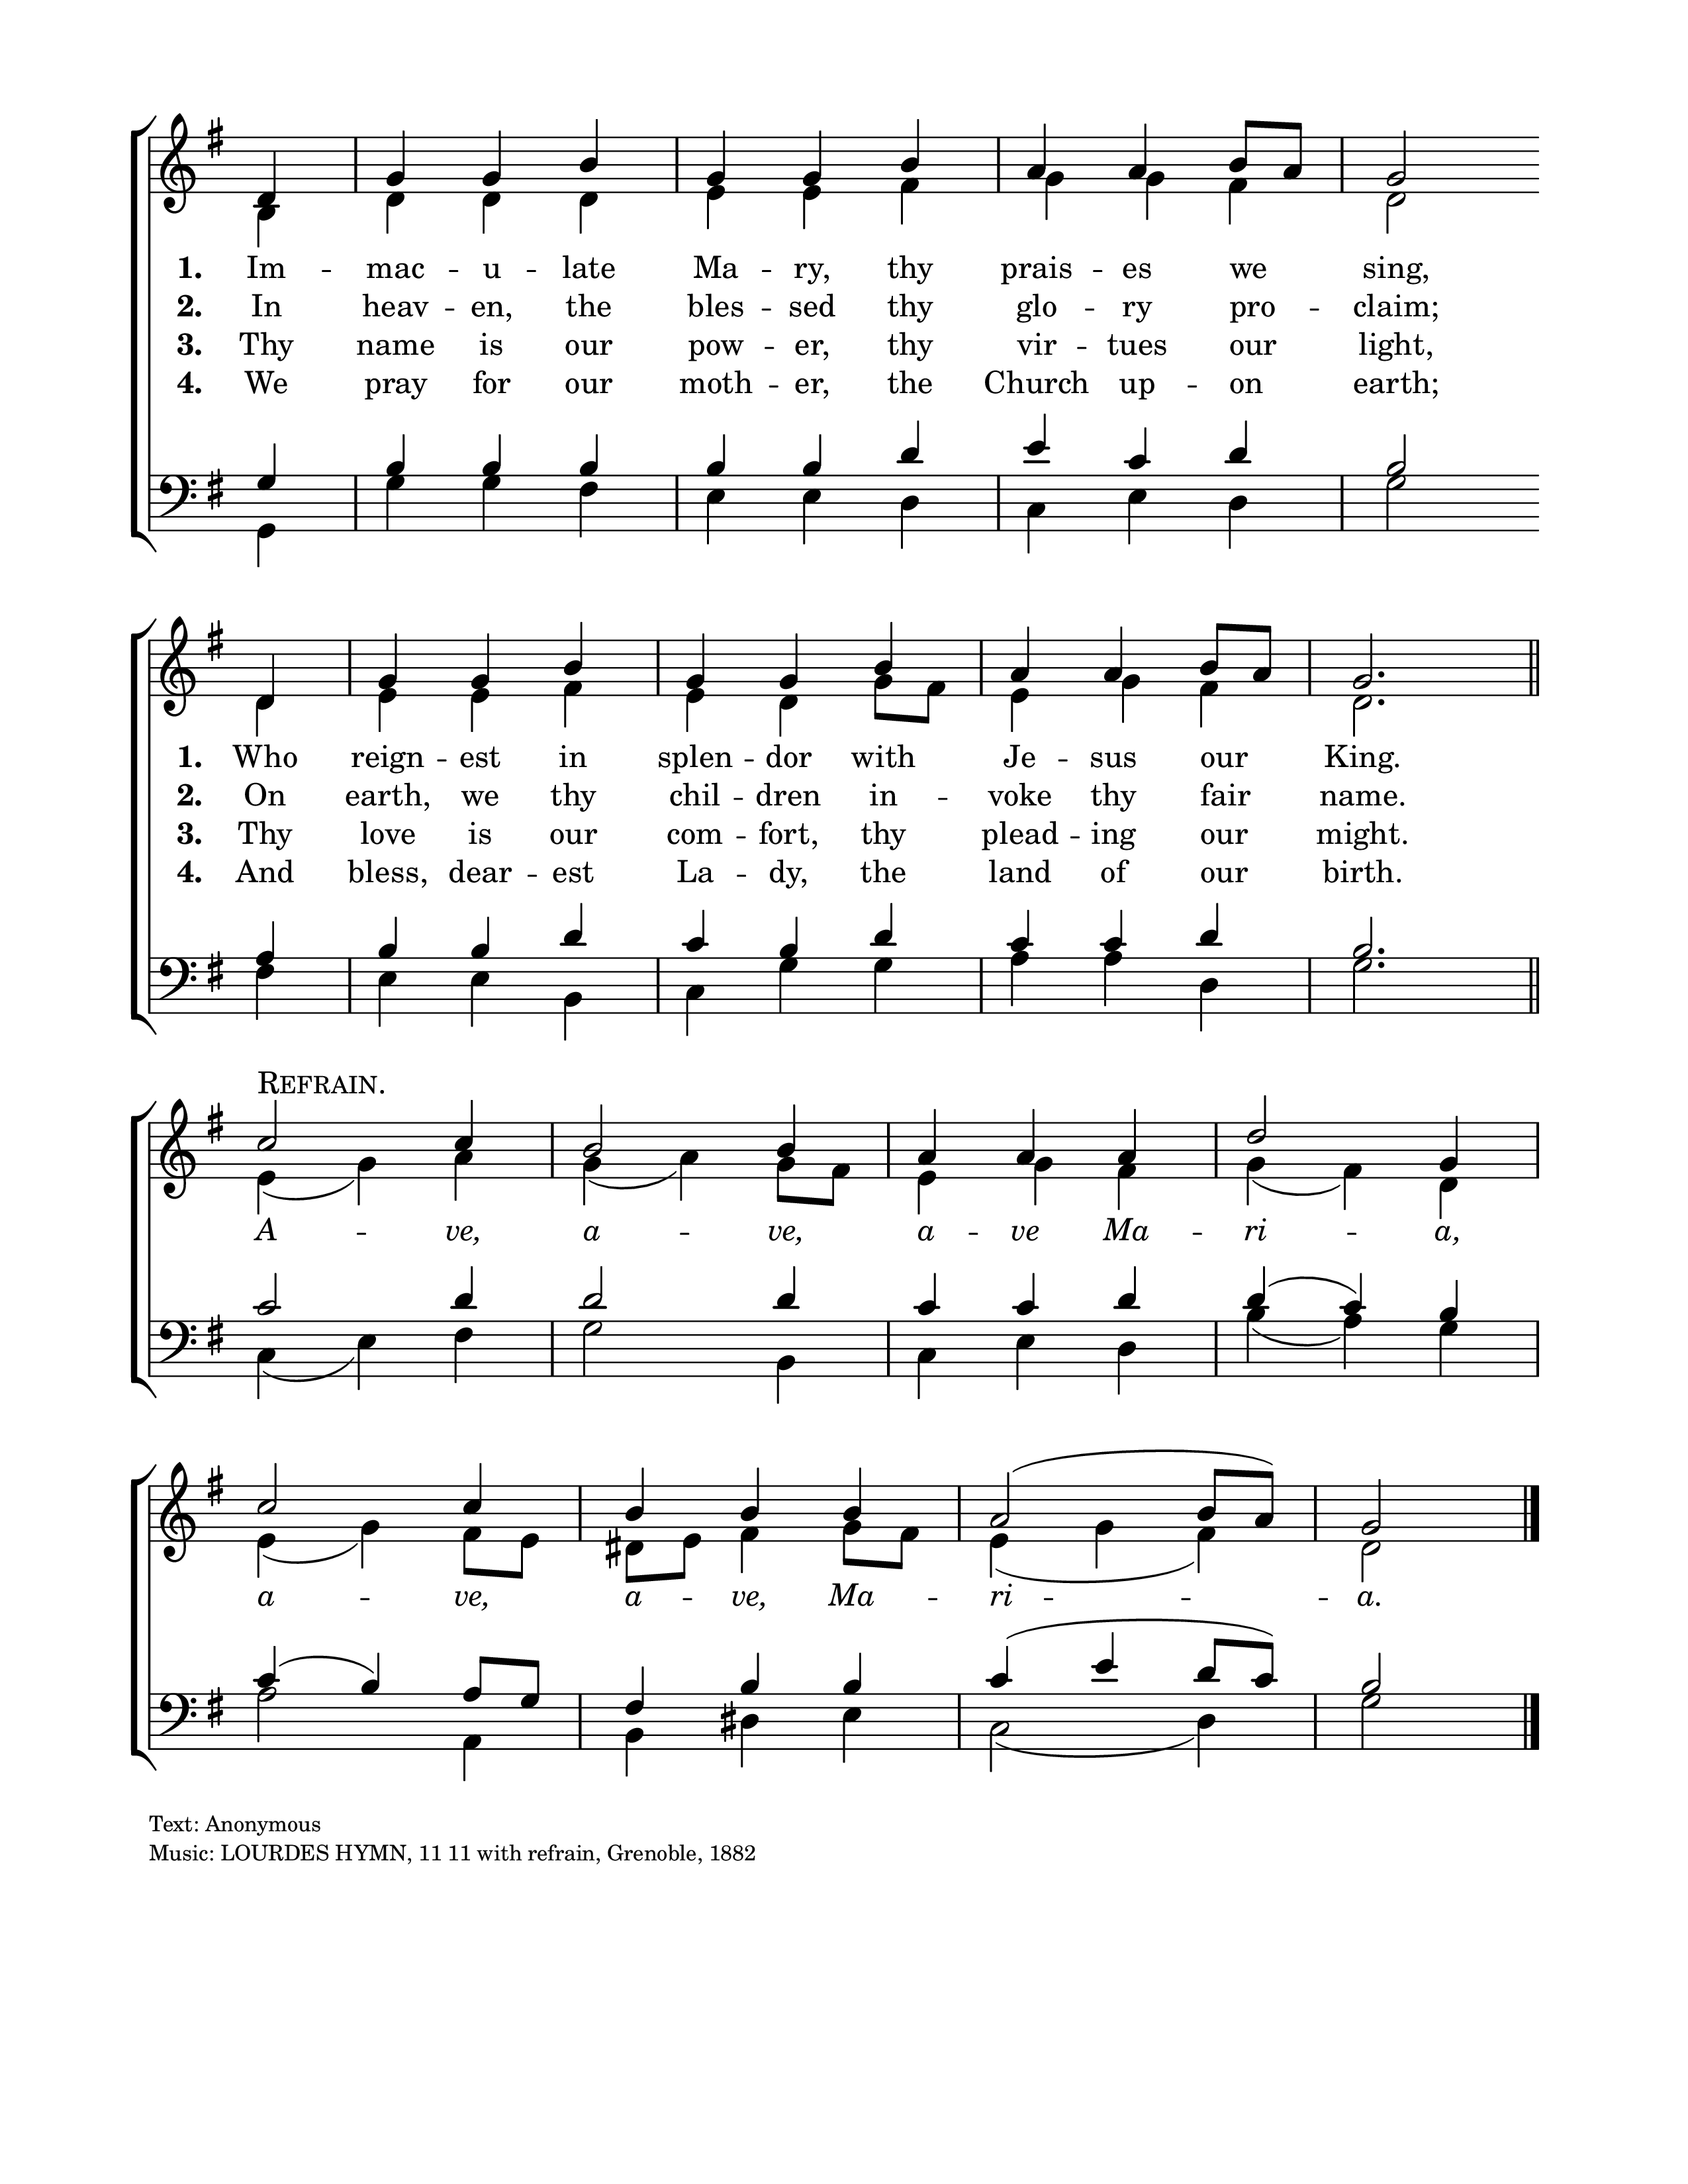 1. Im -- mac -- u -- late Ma -- ry, thy prais -- es we sing,
2. In heav -- en, the bles -- sed thy glo -- ry pro -- claim;
3. Thy name is our pow -- er, thy vir -- tues our light,
4. We pray for our moth -- er, the Church up -- on earth;
1. Who reign -- est in splen -- dor with Je -- sus our King.
2. On earth, we thy chil -- dren in -- voke thy fair name.
3. Thy love is our com -- fort, thy plead -- ing our might.
4. And bless, dear -- est La -- dy, the land of our birth.
REFRAIN.
A -- ve, a -- ve, a -- ve Ma -- ri -- a,
a -- ve, a -- ve, Ma -- ri -- a.
Text: Anonymous
Music: LOURDES HYMN, 11 11 with refrain, Grenoble, 1882